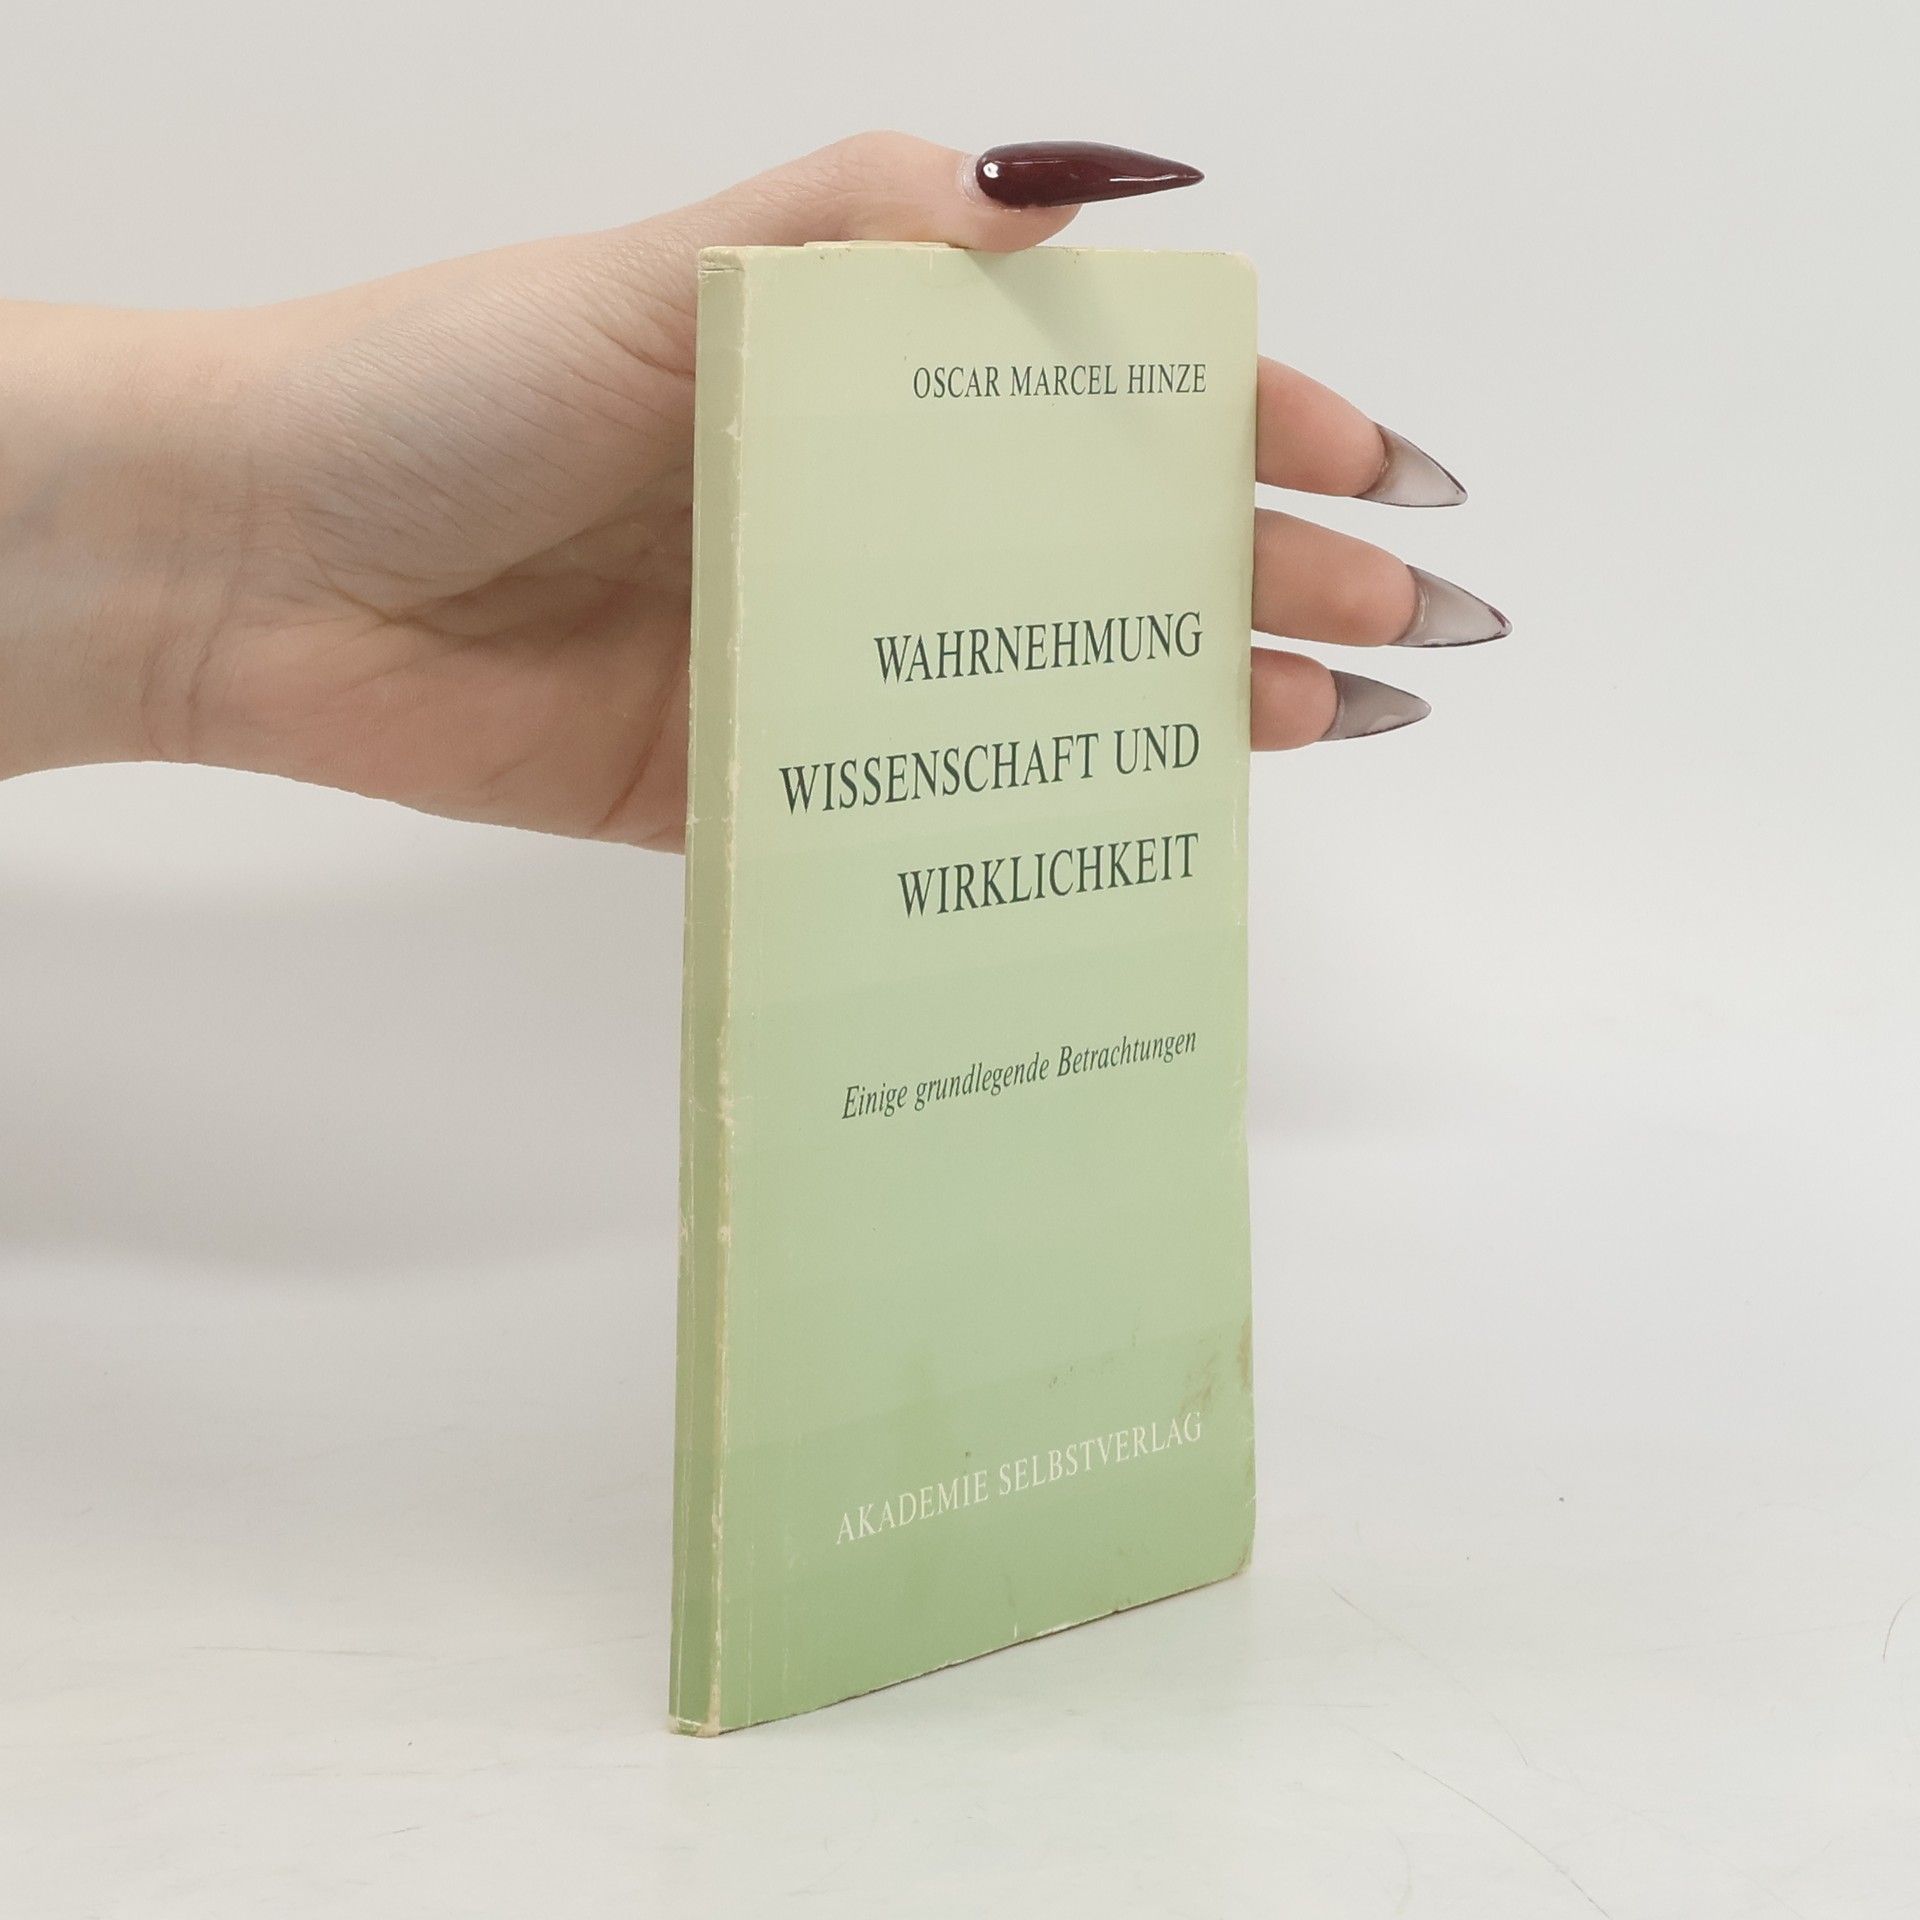 OSCAR MARCEL HINZE
WAHRNEHMUNG
WISSENSCHAFT UND
WIRKLICHKEIT
Einige grundlegende Betrachtungen
AKADEMIE SELBSTVERLAG